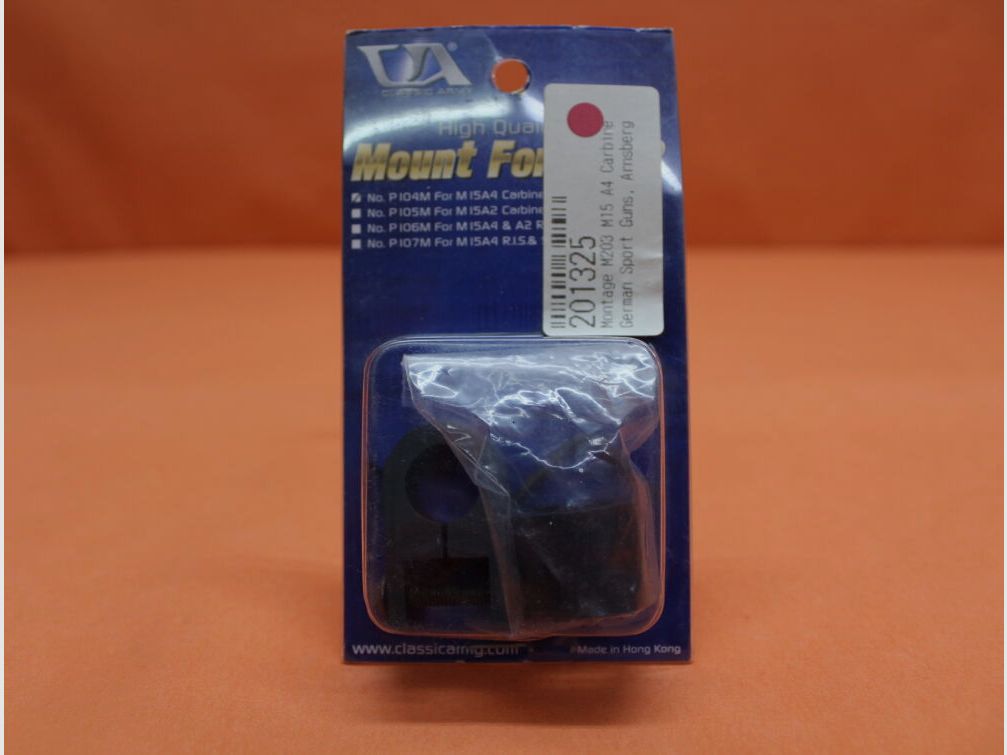 CLASSIC ARMY
High Qual
Mount For
No. P104M For M15A4 Carbine
No. P105M For M15A2 Carbine
No. P106M For M15A4 & A2 R
No. P107M For M15A4 R.I.S.&
201325
Montage M203 M15 A4 Carbine
German Sport Guns, Arnsberg
www.classicarmy.com
Made in Hong Kong